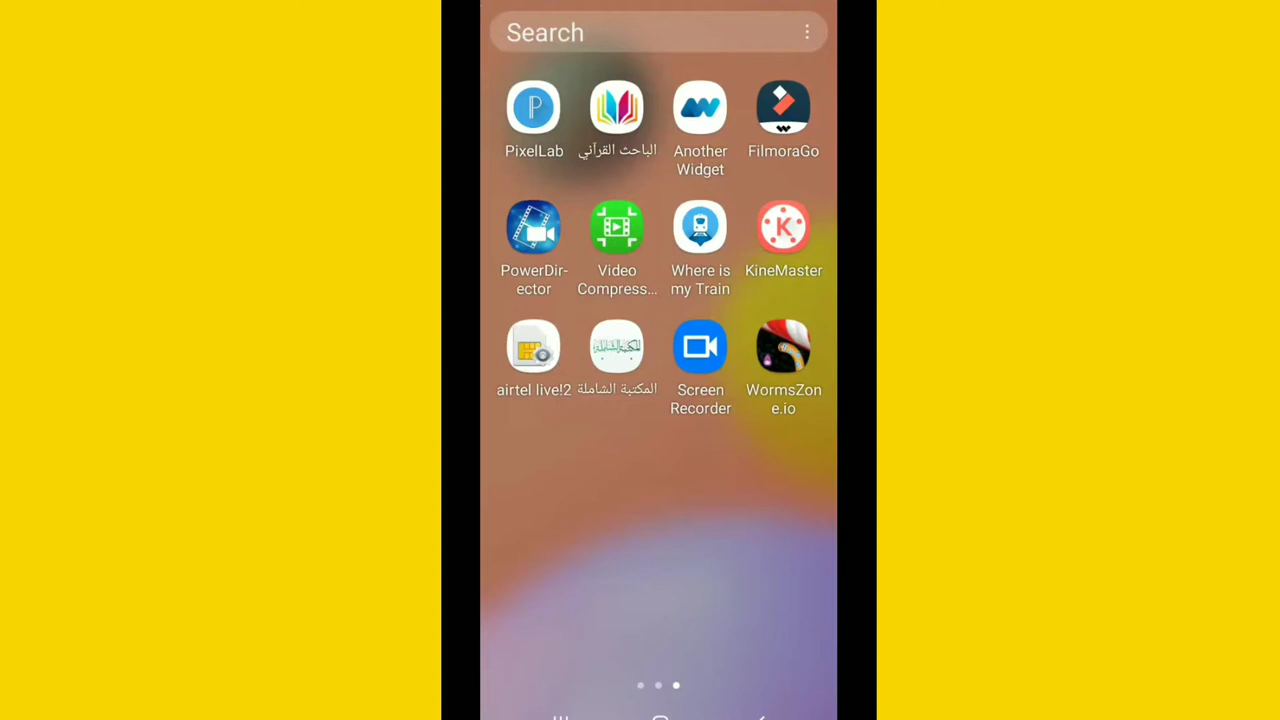 Search
PixelLab
الباحث القرآني
Another
Widget
FilmoraGo
PowerDir-
ector
Video
Compress...
Where is
my Train
KineMaster
airtel live!2
المكتبة الشاملة
Screen
Recorder
WormsZon
e.io